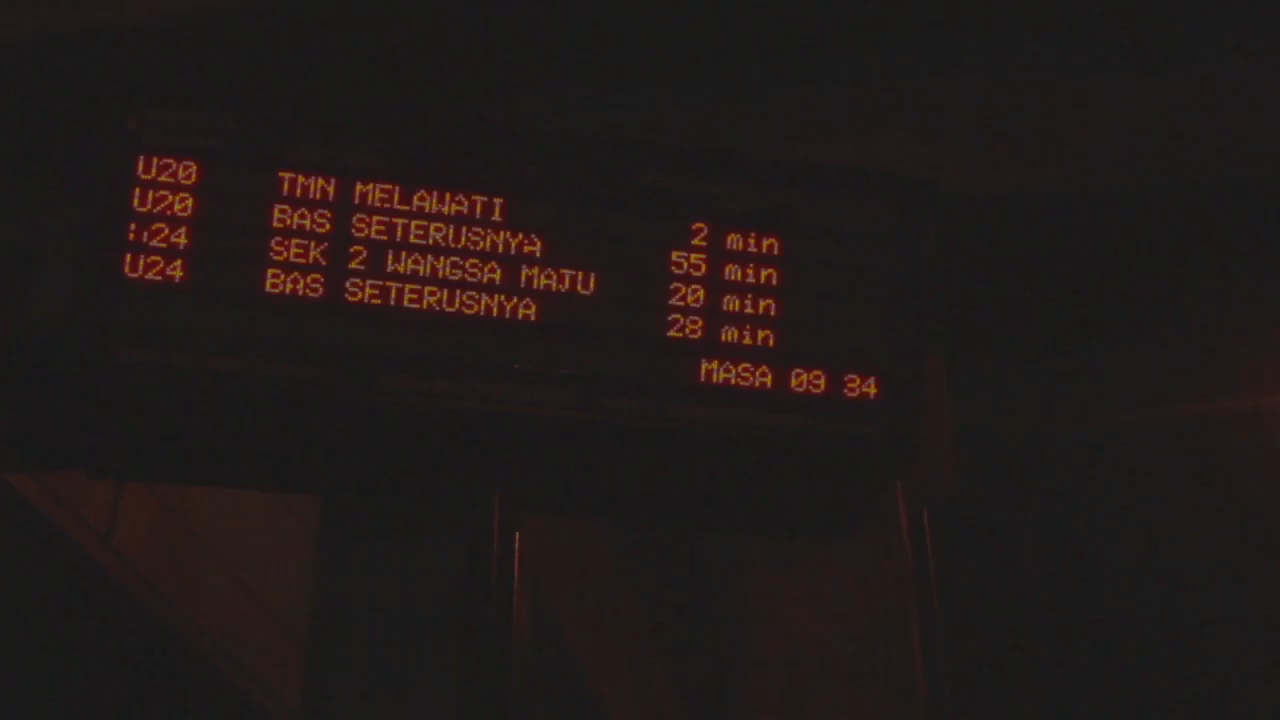 U20 TMN MELAWATI 2 min
U20 BAS SETERUSNYA 55 min
U24 SEK 2 WANGSA MAJU 20 min
U24 BAS SETERUSNYA 28 min
MASA 09 34